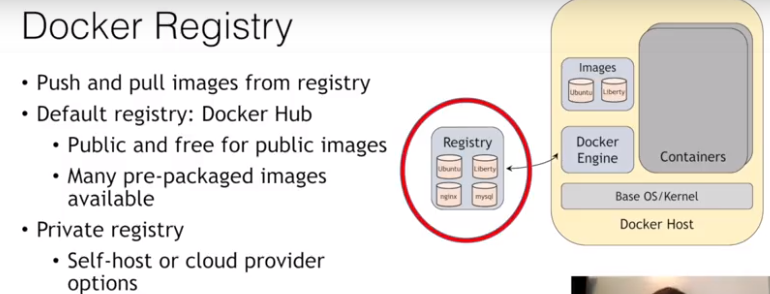 Docker Registry
• Push and pull images from registry
• Default registry: Docker Hub
• Public and free for public images
• Many pre-packaged images
available
• Private registry
• Self-host or cloud provider
options
Registry
Ubuntu Liberty
nginx mysql
Images
Ubuntu Liberty
Docker
Engine
Containers
Base OS/Kernel
Docker Host